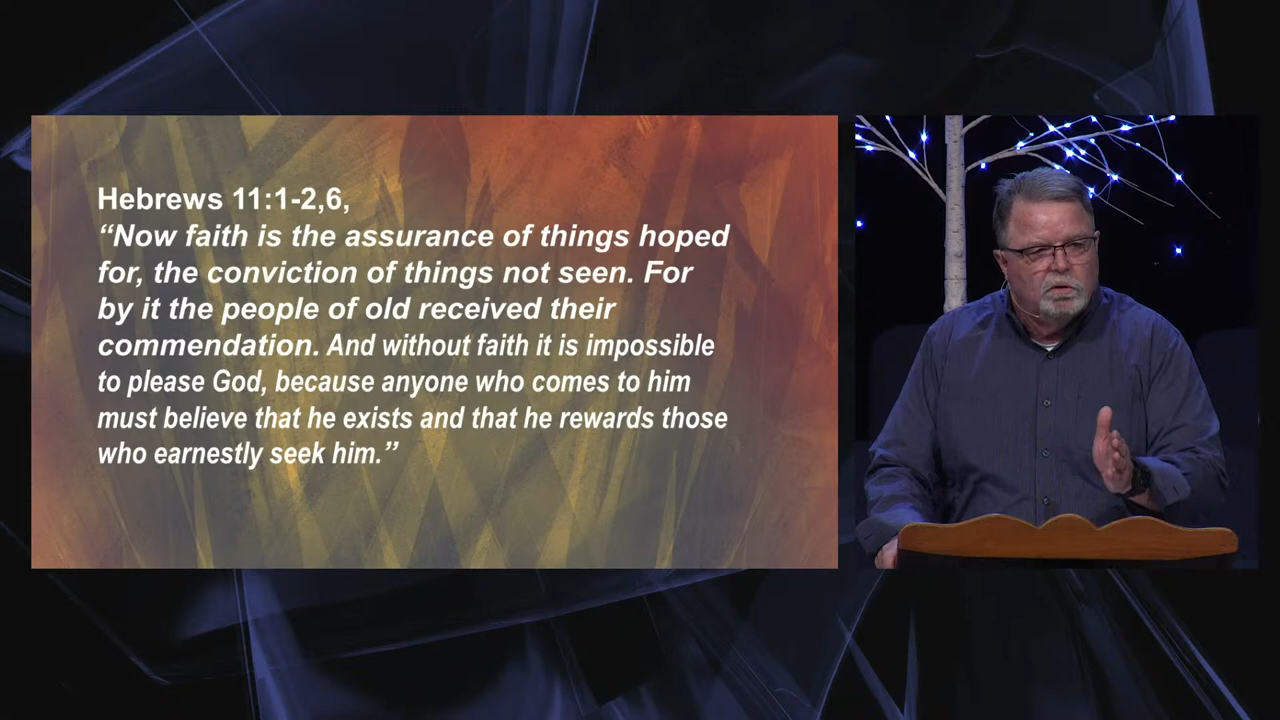 Hebrews 11:1-2,6,
“Now faith is the assurance of things hoped
for, the conviction of things not seen. For
by it the people of old received their
commendation. And without faith it is impossible
to please God, because anyone who comes to him
must believe that he exists and that he rewards those
who earnestly seek him.”